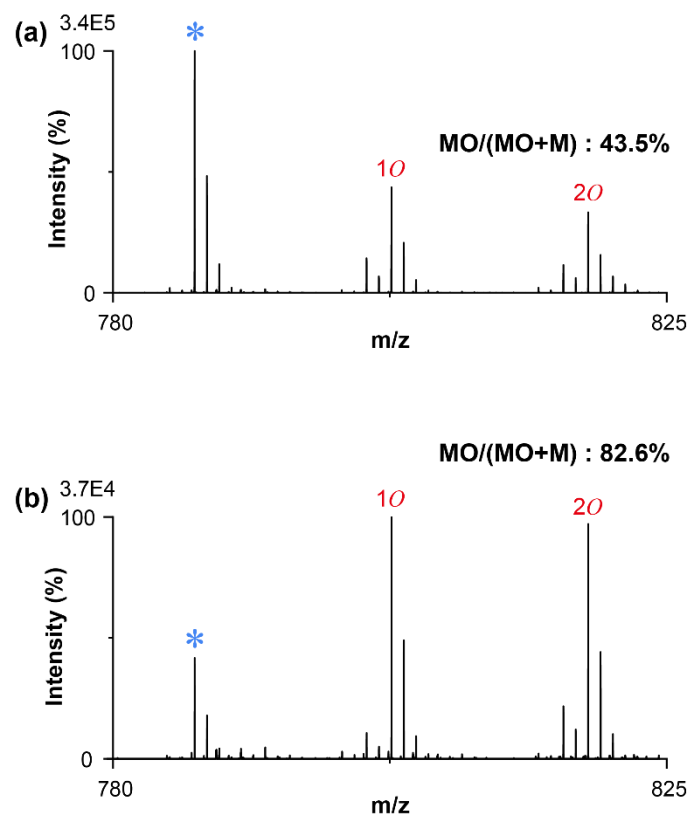 (a)
3.4E5
100
*
1O
MO/(MO+M) : 43.5%
2O
Intensity (%)
0
780
825
m/z
MO/(MO+M) : 82.6%
(b)
3.7E4
100
1O
2O
*
Intensity (%)
0
780
825
m/z